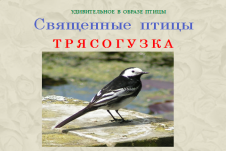 УДИВИТЕЛЬНОЕ В ОБРАЗЕ ПТИЦЫ
Священные птицы
ТРЯСОГУЗКА